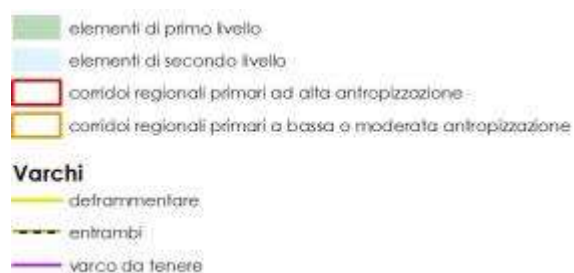 elementi di primo livello
elementi di secondo livello
corridoi regionali primari ad alta antropizzazione
corridoi regionali primari a bassa o moderata antropizzazione
Varchi
deframmentare
entrambi
varco da tenere